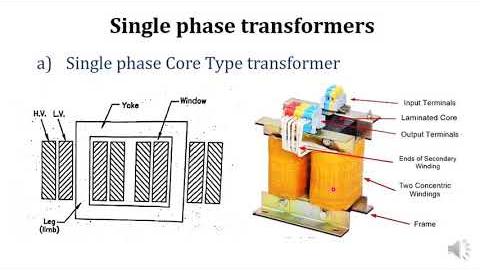 Single phase transformers
a) Single phase Core Type transformer
H.V.
L.V.
Yoke
Window
Leg
(limb)
Input Terminals
Laminated Core
Output Terminals
Ends of Secondary
Winding
Two Concentric
Windings
Frame